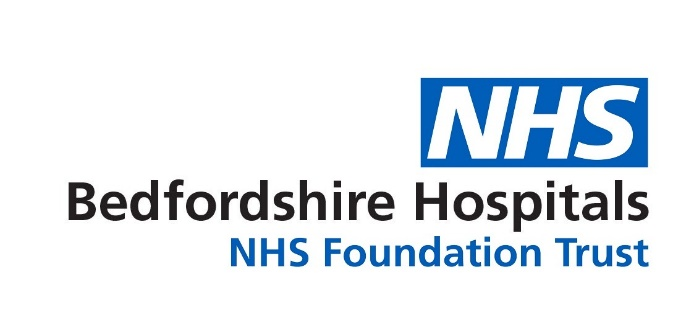 NHS
Bedfordshire Hospitals
NHS Foundation Trust